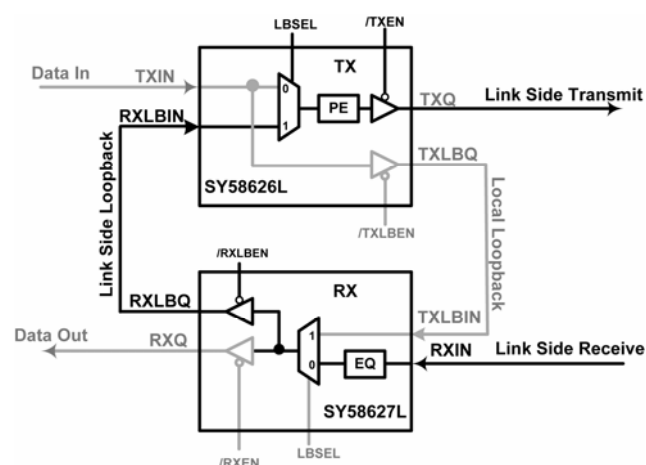 LBSEL
/TXEN
Data In
TXIN
TX
0
1
PE
TXQ
Link Side Transmit
RXLBIN
TXLBQ
SY58626L
/TXLBEN
Link Side Loopback
Local Loopback
/RXLBEN
RX
RXLBQ
TXLBIN
1
Data Out
RXQ
0
EQ
RXIN
Link Side Receive
SY58627L
/RXEN
LBSEL